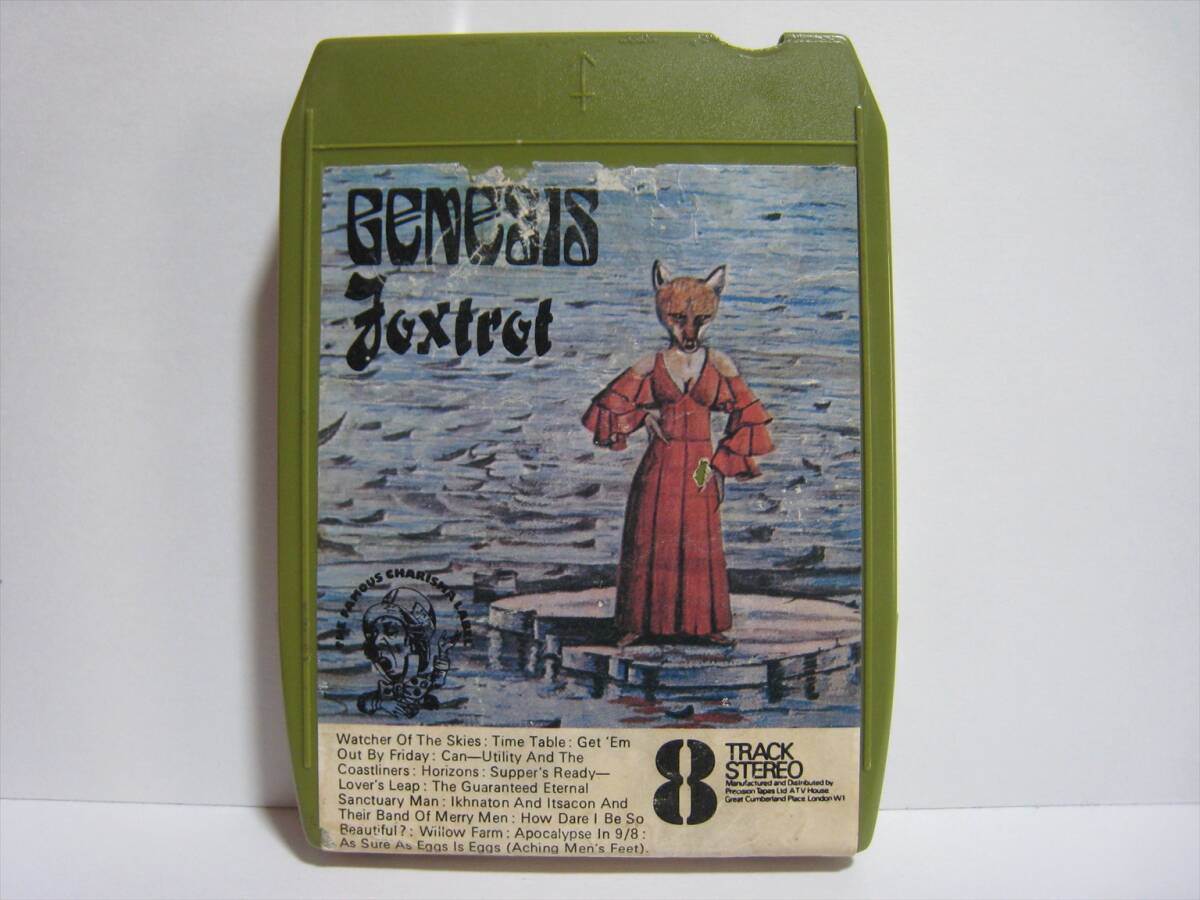 GENESIS
Foxtrot
THE FAMOUS CHARISMA LABEL
Watcher Of The Skies : Time Table : Get 'Em
Out By Friday : Can—Utility And The
Coastliners : Horizons : Supper's Ready—
Lover's Leap : The Guaranteed Eternal
Sanctuary Man : Ikhnaton And Itsacon And
Their Band Of Merry Men : How Dare I Be So
Beautiful? : Willow Farm : Apocalypse In 9/8 :
As Sure As Eggs Is Eggs (Aching Men's Feet).
8
TRACK
STEREO
Manufactured and Distributed by
Precision Tapes Ltd ATV House
Great Cumberland Place London W1